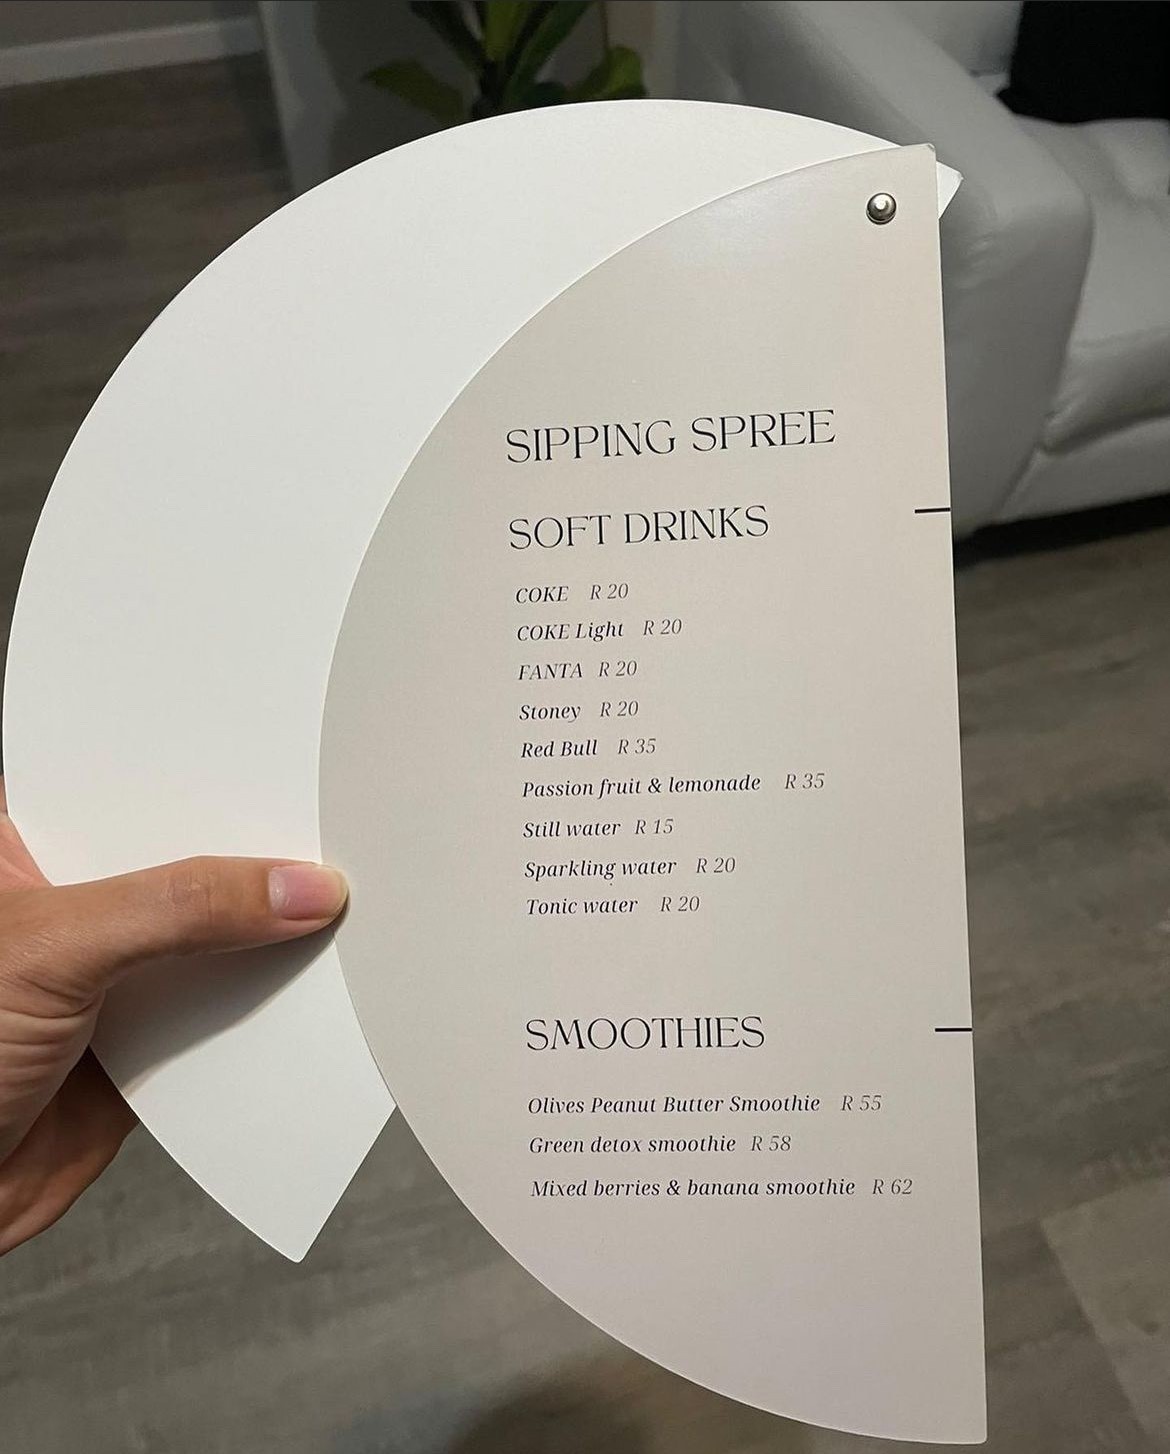 SIPPING SPREE
SOFT DRINKS
COKE R 20
COKE Light R 20
FANTA R 20
Stoney R 20
Red Bull R 35
Passion fruit & lemonade R 35
Still water R 15
Sparkling water R 20
Tonic water R 20
SMOOTHIES
Olives Peanut Butter Smoothie R 55
Green detox smoothie R 58
Mixed berries & banana smoothie R 62